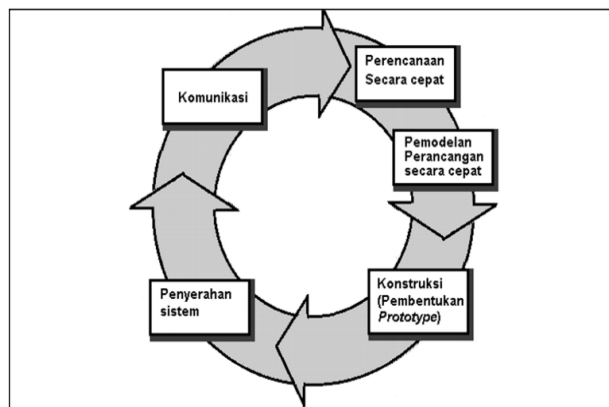 Komunikasi
Perencanaan
Secara cepat
Pemodelan
Perancangan
secara cepat
Konstruksi
(Pembentukan
Prototype)
Penyerahan
sistem